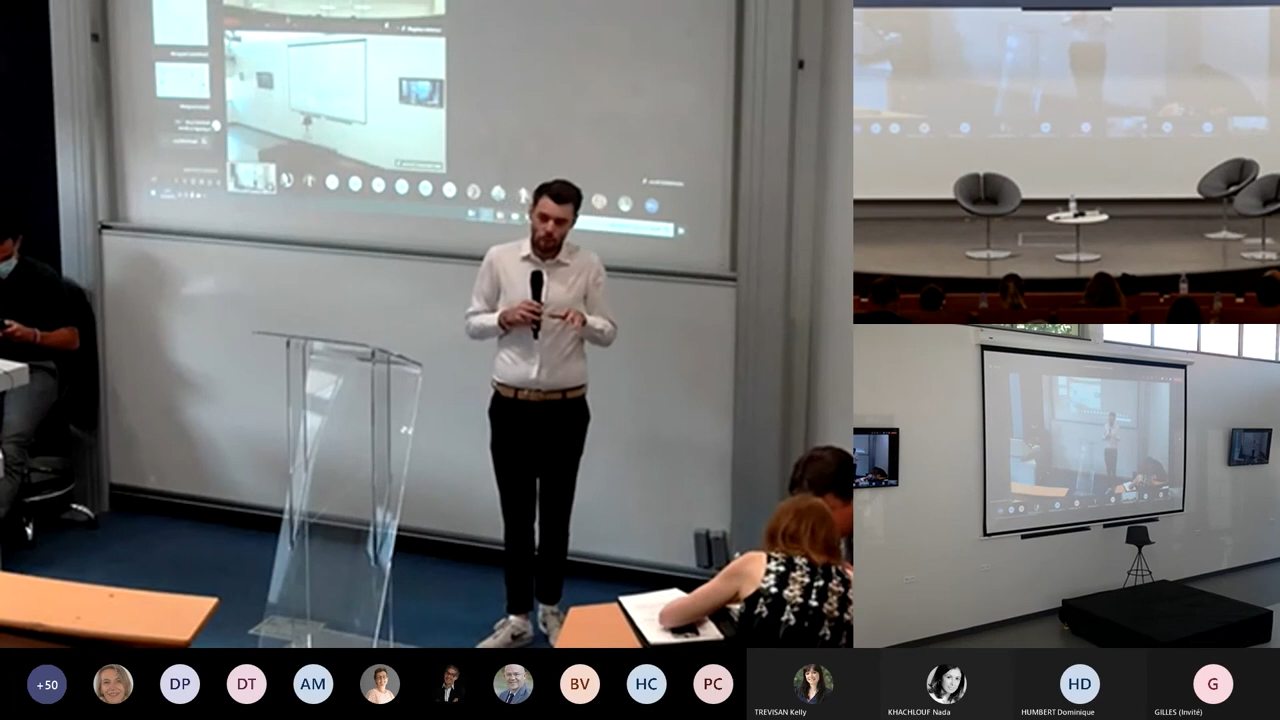 +50
DP
DT
AM
BV
HC
PC
HD
G
TREVISAN Kelly
KHACHLOUF Nada
HUMBERT Dominique
GILLES (Invité)